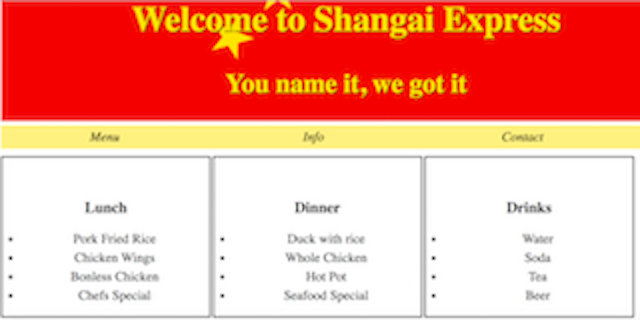 Welcome to Shangai Express
You name it, we got it
Menu Info Contact
Lunch Dinner Drinks
Pork Fried Rice Duck with rice Water
Chicken Wings Whole Chicken Soda
Bonless Chicken Hot Pot Tea
Chefs Special Seafood Special Beer